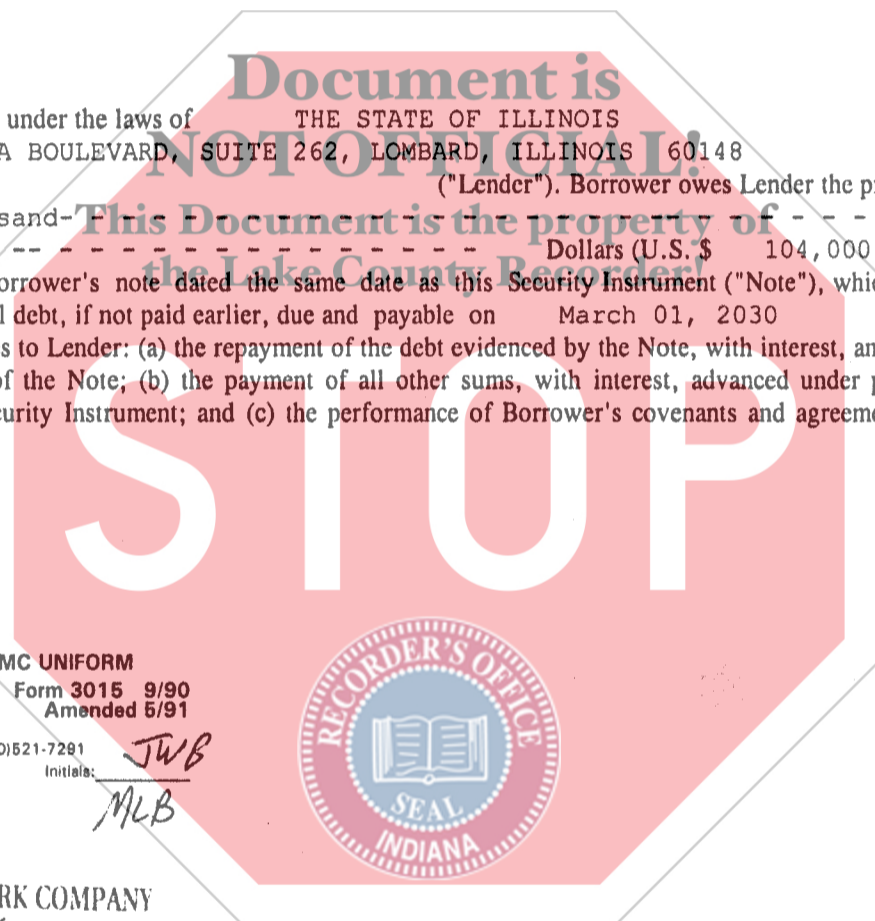 Document is
under the laws of THE STATE OF ILLINOIS
NOT OFFICIAL!
A BOULEVARD, SUITE 262, LOMBARD, ILLINOIS 60148
("Lender"). Borrower owes Lender the p
sand- - - - - - - - - - - - - - - - - - - - - - - - - - - -
This Document is the property of
-- - - - - - - - - - - - - - - - - Dollars (U.S. $ 104,000
the Lake County Recorder!
orrower's note dated the same date as this Security Instrument ("Note"), whic
l debt, if not paid earlier, due and payable on March 01, 2030
s to Lender: (a) the repayment of the debt evidenced by the Note, with interest, an
of the Note; (b) the payment of all other sums, with interest, advanced under p
curity Instrument; and (c) the performance of Borrower's covenants and agreeme
STOP
MC UNIFORM
Form 3015 9/90
Amended 5/91
0)521-7291
Initials: JWB
MLB
RECORDER'S OFFICE
SEAL
INDIANA
RK COMPANY